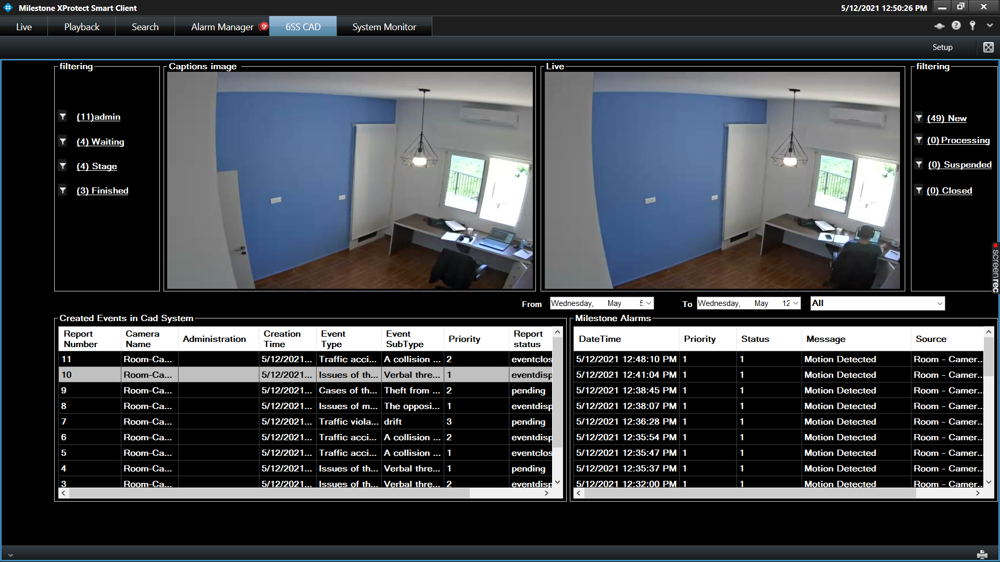 Milestone XProtect Smart Client
5/12/2021 12:50:26 PM
Live
Playback
Search
Alarm Manager
9+
6SS CAD
System Monitor
Setup
filtering
(11)admin
(4) Waiting
(4) Stage
(3) Finished
Captions image
Live
filtering
(49) New
(0) Processing
(0) Suspended
(0) Closed
screenrec
From Wednesday, May 5
To Wednesday, May 12
All
Created Events in Cad System
Report Number Camera Name Administration Creation Time Event Type Event SubType Priority Report status
11 Room-Ca... 5/12/2021... Traffic acci... A collision ... 2 eventclos
10 Room-Ca... 5/12/2021... Issues of th... Verbal thre... 1 eventdisp
9 Room-Ca... 5/12/2021... Cases of th... Theft from ... 2 pending
8 Room-Ca... 5/12/2021... Issues of m... The opposi... 1 eventdisp
7 Room-Ca... 5/12/2021... Traffic viola... drift 3 pending
6 Room-Ca... 5/12/2021... Traffic acci... A collision ... 2 eventdisp
5 Room-Ca... 5/12/2021... Traffic acci... A collision ... 1 eventclos
4 Room-Ca... 5/12/2021... Issues of th... Verbal thre... 1 pending
3 Room-Ca... 5/12/2021... Issues of th... Verbal thre... 2 eventdisp
Milestone Alarms
DateTime Priority Status Message Source
5/12/2021 12:48:10 PM 1 1 Motion Detected Room - Camer...
5/12/2021 12:41:04 PM 1 1 Motion Detected Room - Camer...
5/12/2021 12:38:45 PM 1 1 Motion Detected Room - Camer...
5/12/2021 12:38:07 PM 1 1 Motion Detected Room - Camer...
5/12/2021 12:36:28 PM 1 1 Motion Detected Room - Camer...
5/12/2021 12:35:54 PM 1 1 Motion Detected Room - Camer...
5/12/2021 12:35:47 PM 1 1 Motion Detected Room - Camer...
5/12/2021 12:35:37 PM 1 1 Motion Detected Room - Camer...
5/12/2021 12:32:00 PM 1 1 Motion Detected Room - Camer...